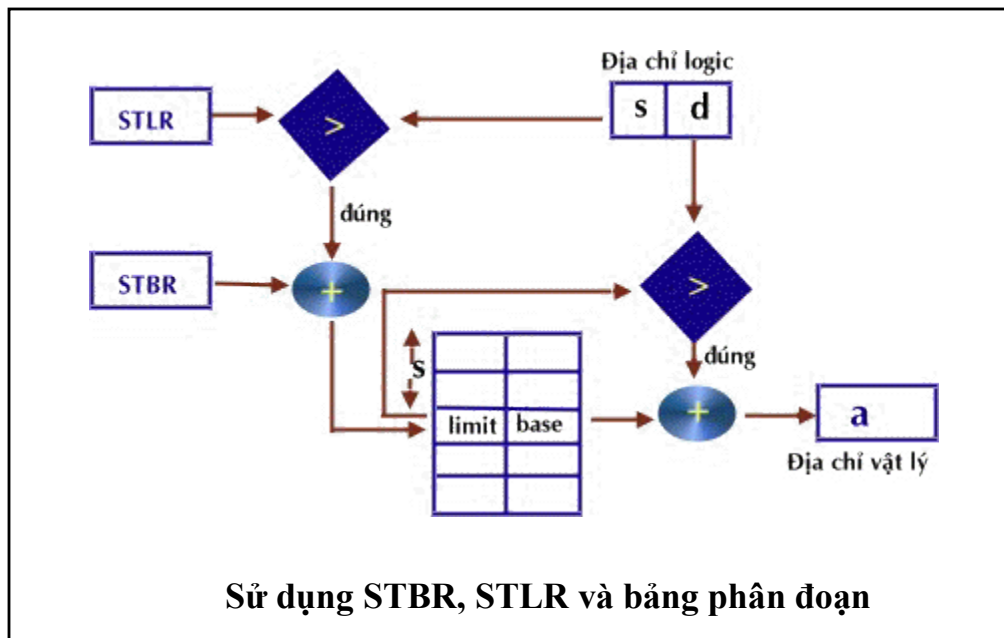 Địa chỉ logic
STLR
>
s d
đúng
STBR
+
>
s
đúng
limit base
+
a
Địa chỉ vật lý
Sử dụng STBR, STLR và bảng phân đoạn